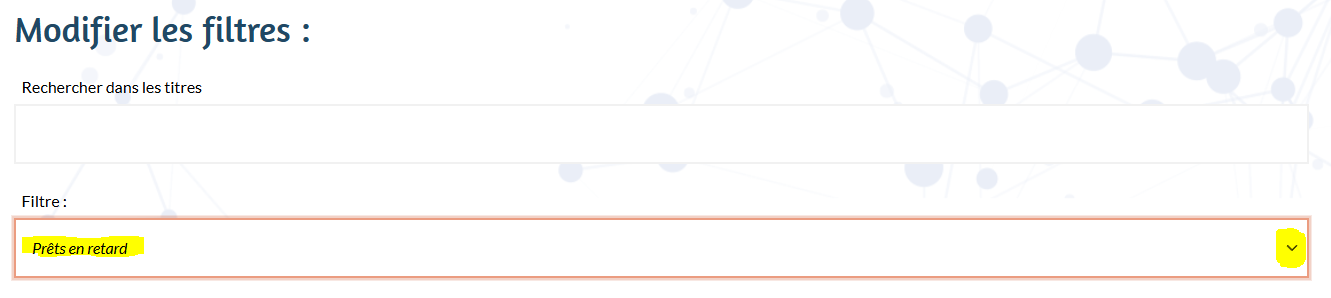 Modifier les filtres :
Rechercher dans les titres
Filtre :
Prêts en retard